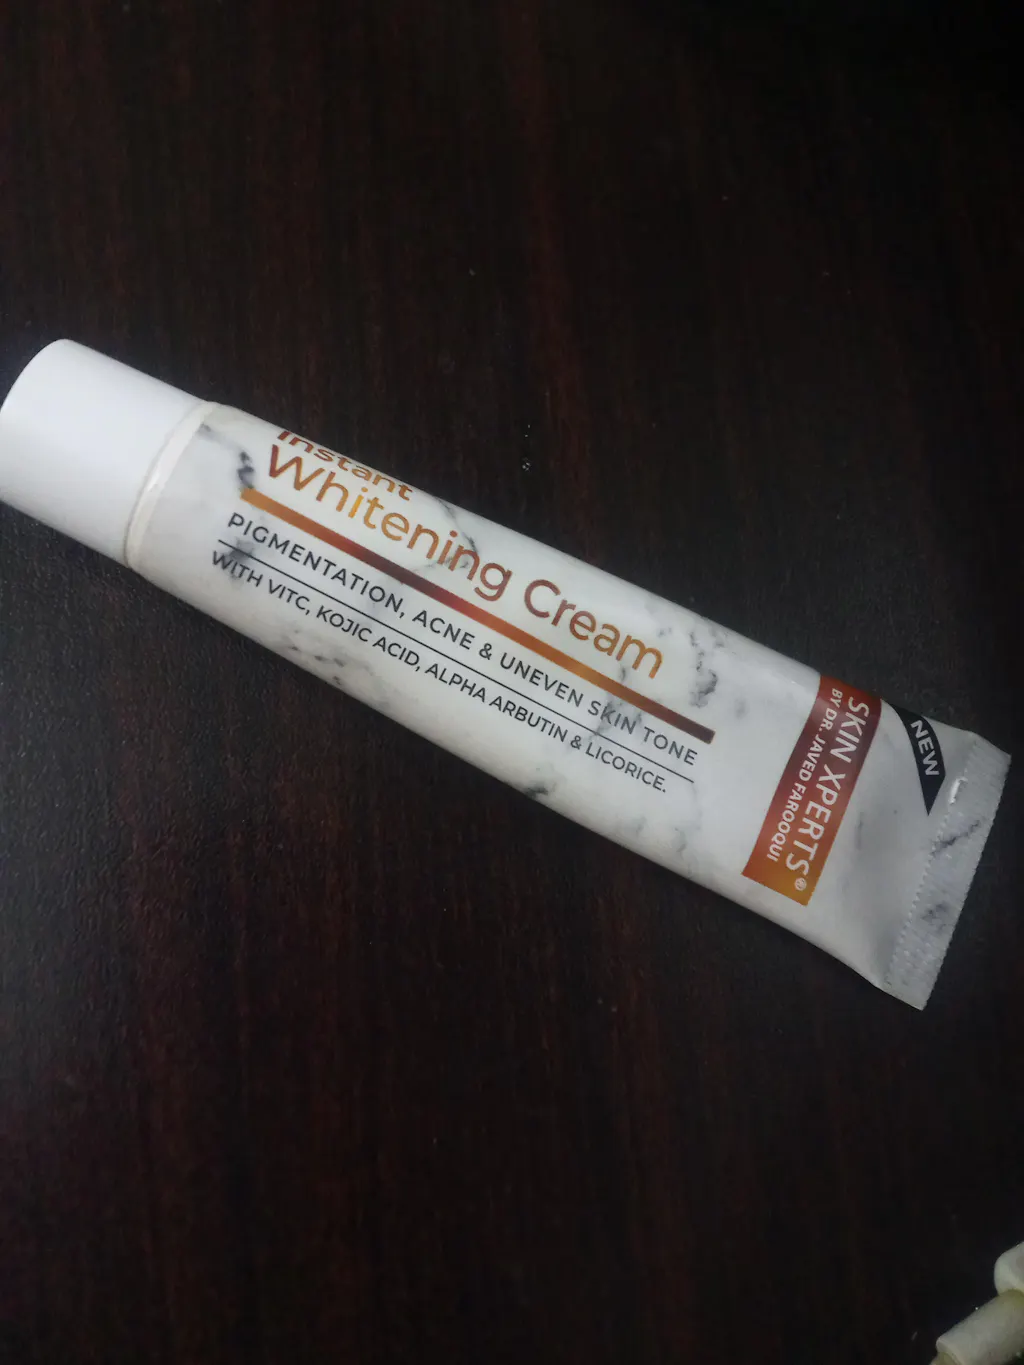 Instant
Whitening Cream
PIGMENTATION, ACNE & UNEVEN SKIN TONE
WITH VITC, KOJIC ACID, ALPHA ARBUTIN & LICORICE.
SKIN XPERTS®
BY DR. JAVED FAROOQUI
NEW